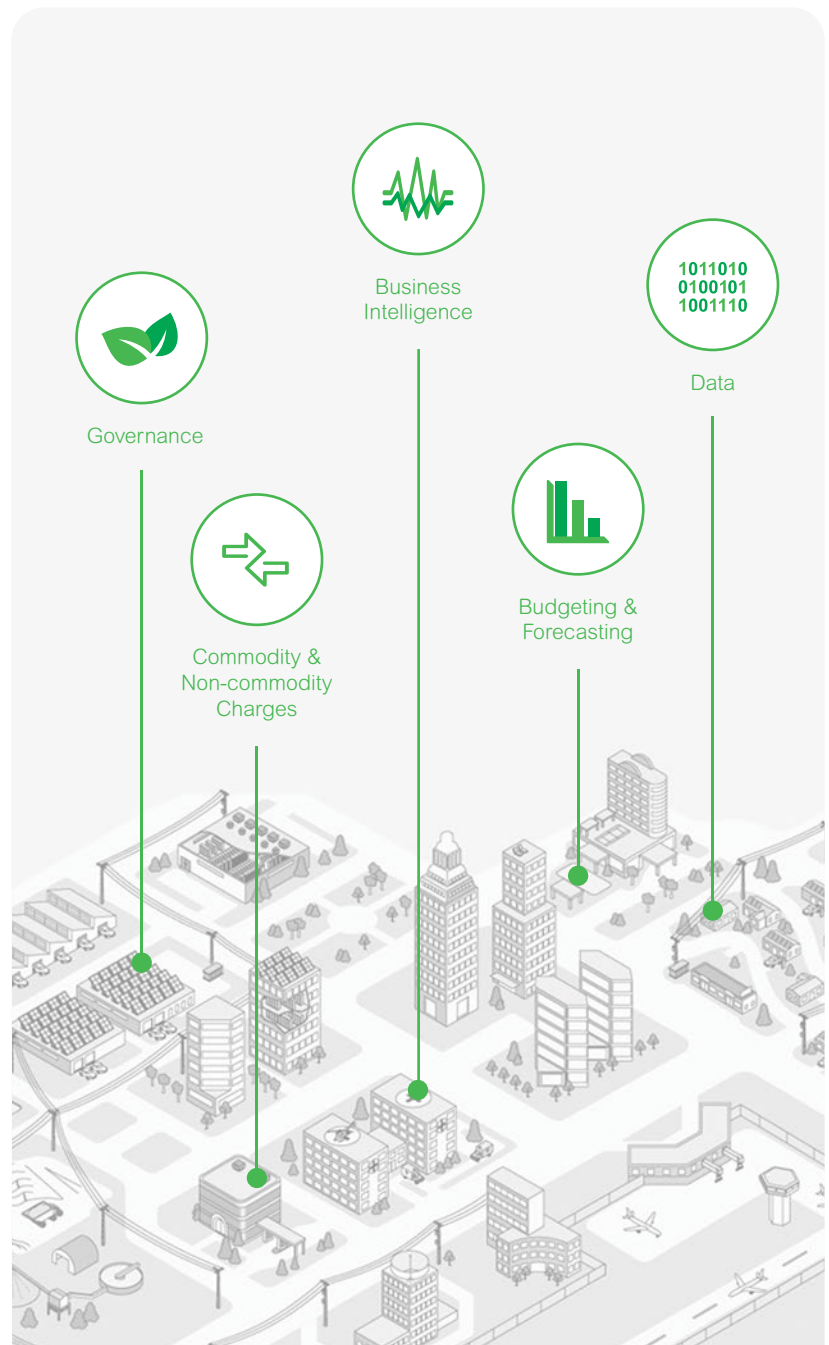 Business
Intelligence
1011010
0100101
1001110
Data
Governance
Budgeting &
Forecasting
Commodity &
Non-commodity
Charges